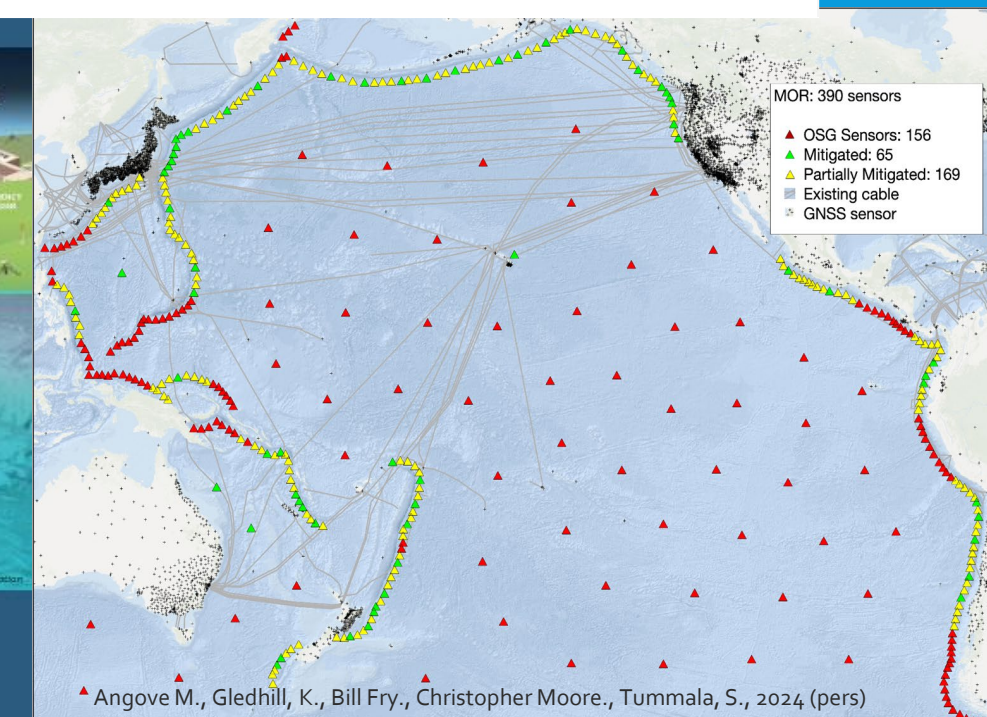 MOR: 390 sensors
OSG Sensors: 156
Mitigated: 65
Partially Mitigated: 169
Existing cable
GNSS sensor
Angove M., Gledhill, K., Bill Fry., Christopher Moore., Tummala, S., 2024 (pers)